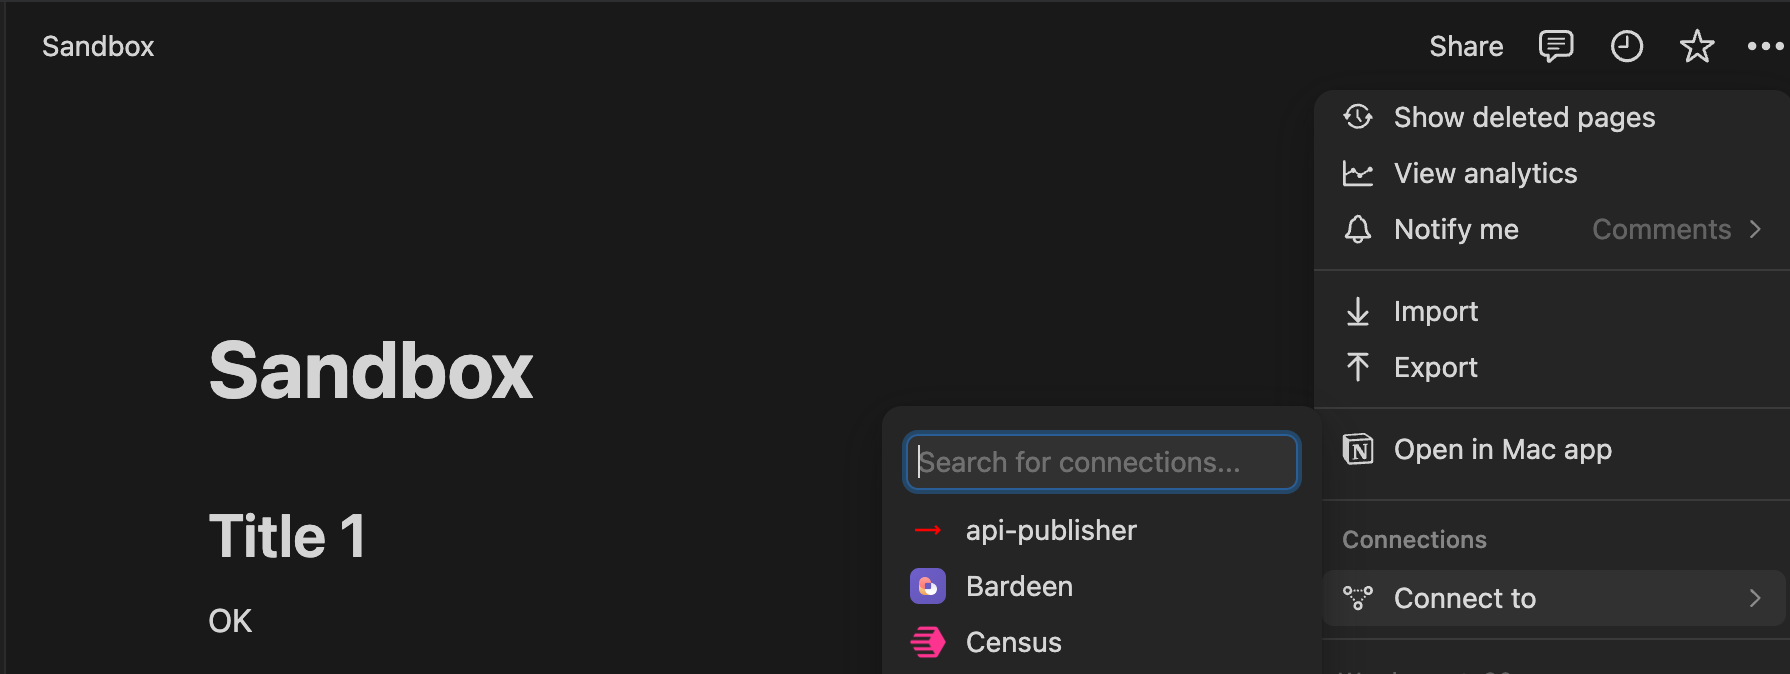 Sandbox
Share
Show deleted pages
View analytics
Notify me Comments
Import
Export
Open in Mac app
Connections
Connect to
Search for connections...
api-publisher
Bardeen
Census
Sandbox
Title 1
OK